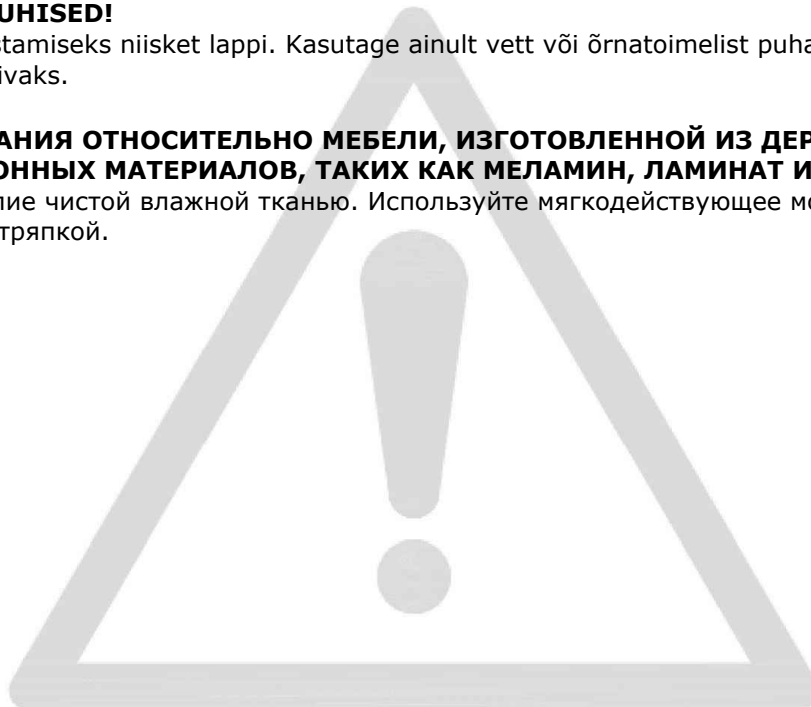 UHISED!
stamiseks niisket lappi. Kasutage ainult vett või õrnatoimelist puha
ivaks.
АНИЯ ОТНОСИТЕЛЬНО МЕБЕЛИ, ИЗГОТОВЛЕННОЙ ИЗ ДЕР
ОННЫХ МАТЕРИАЛОВ, ТАКИХ КАК МЕЛАМИН, ЛАМИНАТ И
лие чистой влажной тканью. Используйте мягкодействующее мо
тряпкой.